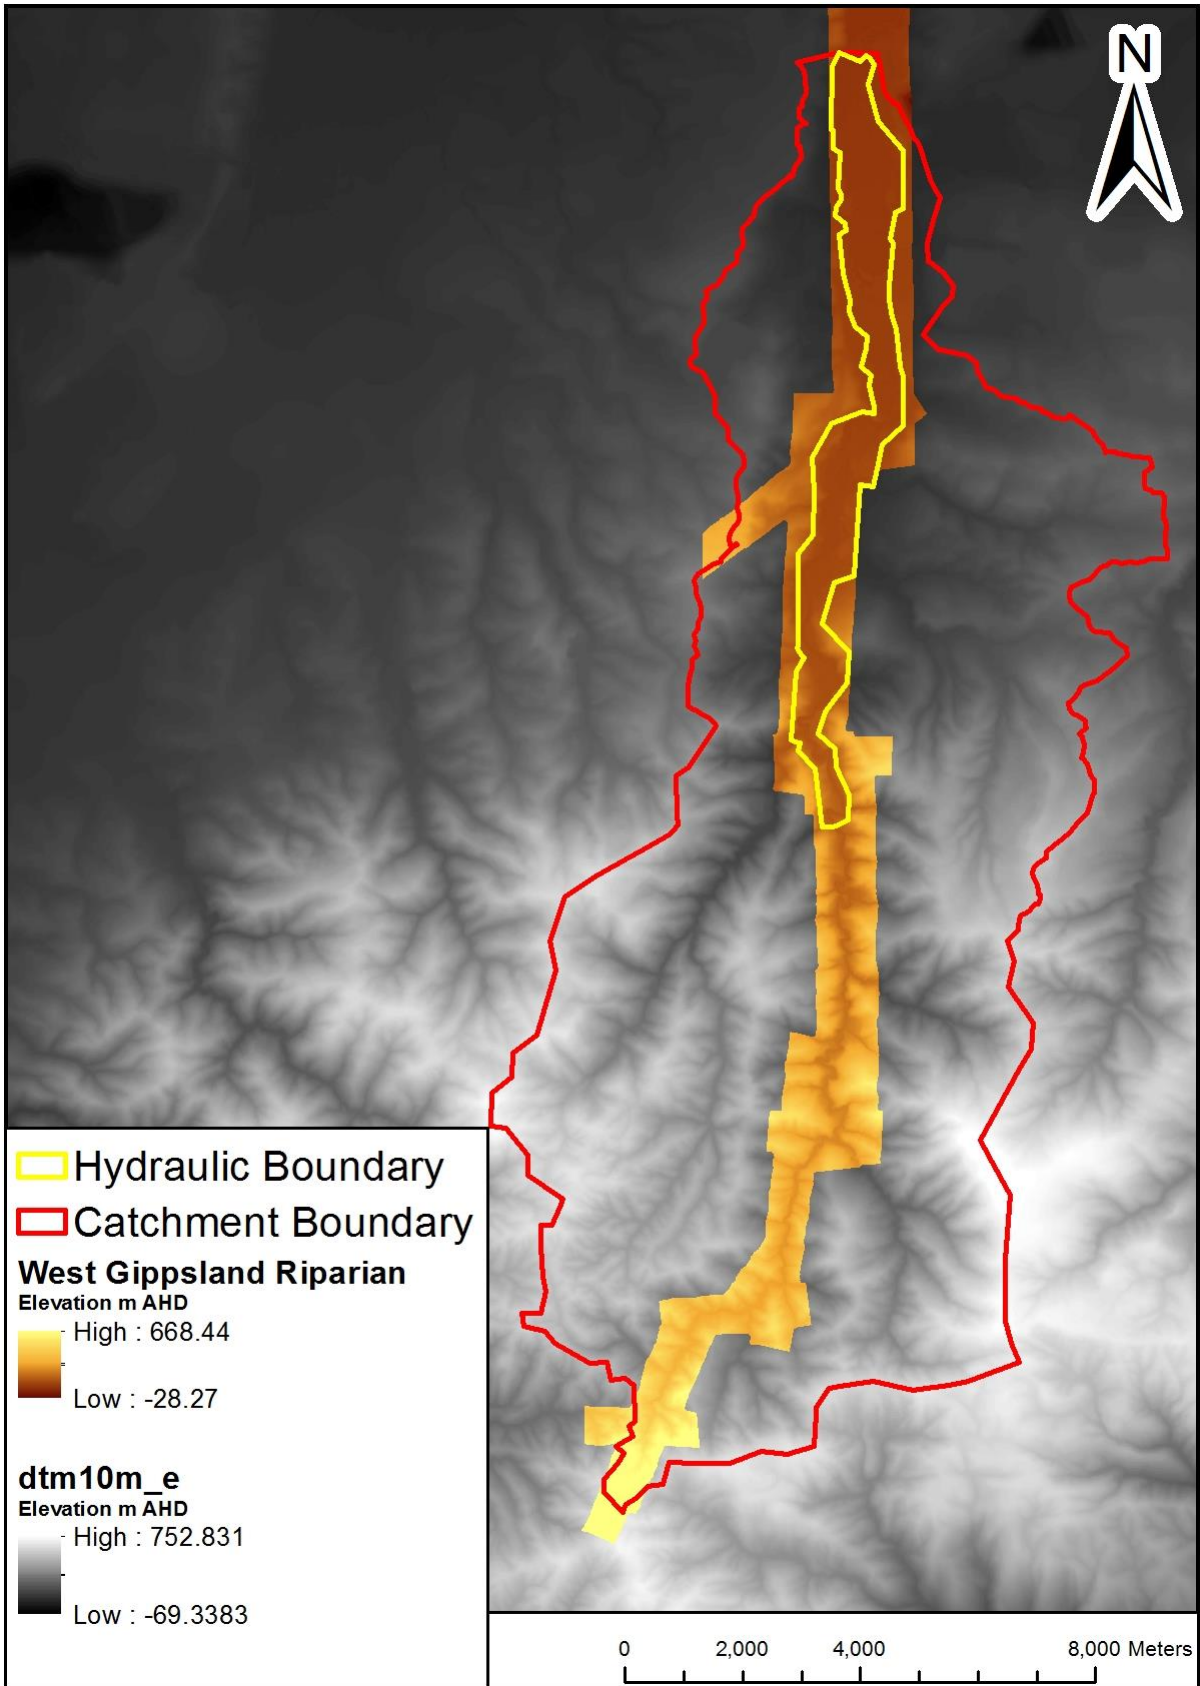 N
Hydraulic Boundary
Catchment Boundary
West Gippsland Riparian
Elevation m AHD
High : 668.44
Low : -28.27
dtm10m_e
Elevation m AHD
High : 752.831
Low : -69.3383
0 2,000 4,000 8,000 Meters